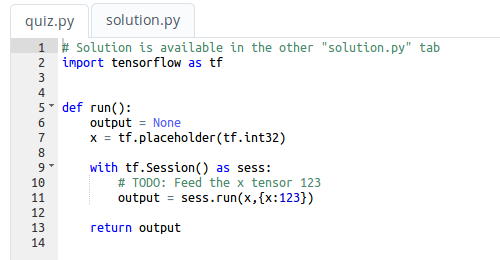 quiz.py solution.py
1 # Solution is available in the other "solution.py" tab
2 import tensorflow as tf
3
4
5 def run():
6     output = None
7     x = tf.placeholder(tf.int32)
8
9     with tf.Session() as sess:
10         # TODO: Feed the x tensor 123
11         output = sess.run(x,{x:123})
12
13     return output
14